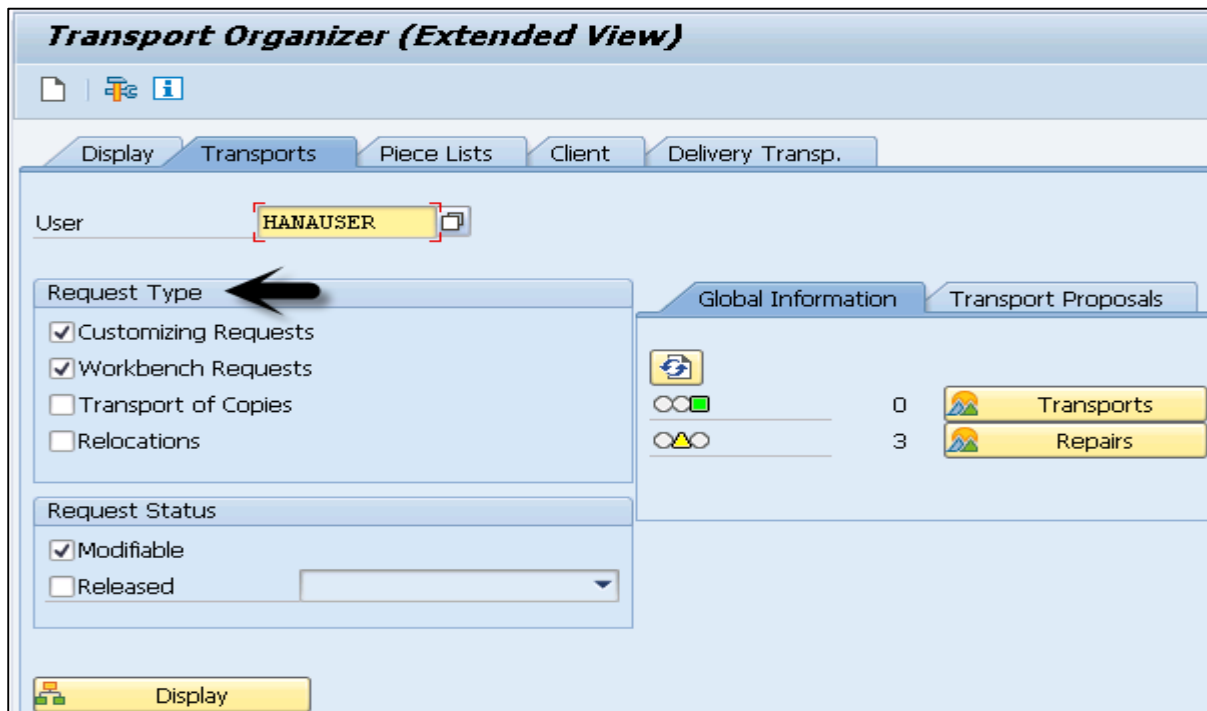 Transport Organizer (Extended View)
Display Transports Piece Lists Client Delivery Transp.
User HANAUSER
Request Type
Customizing Requests
Workbench Requests
Transport of Copies
Relocations
Request Status
Modifiable
Released
Display
Global Information Transport Proposals
0 Transports
3 Repairs